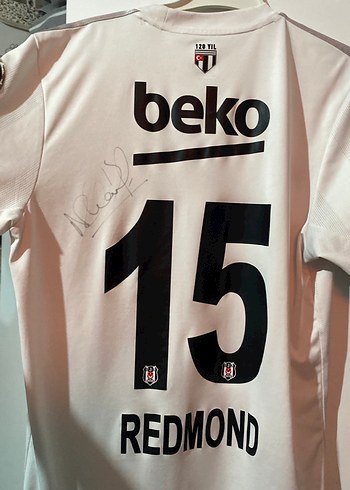 120 YIL
beko
15
REDMOND